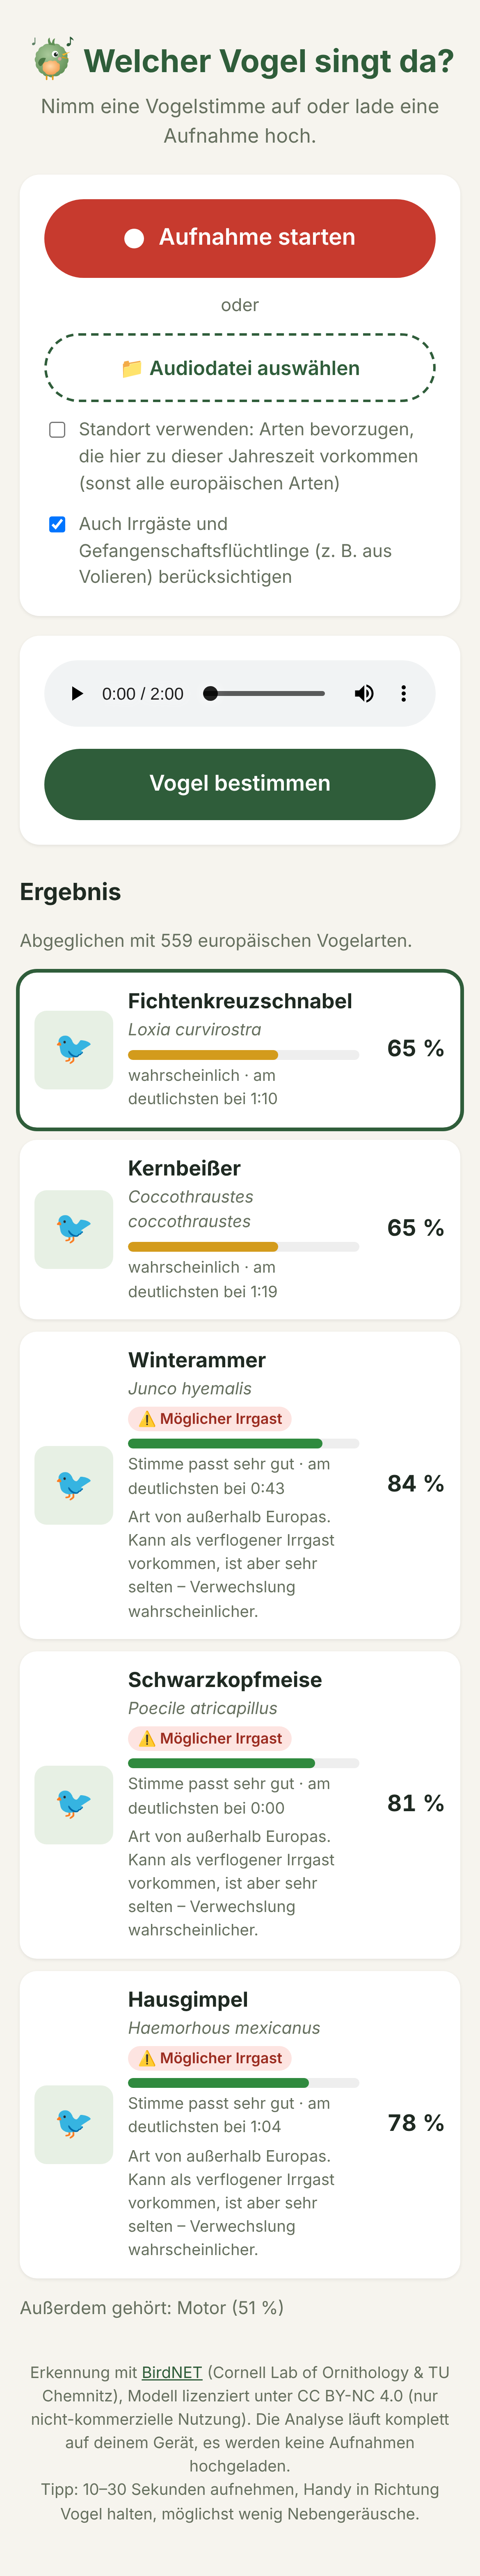 Welcher Vogel singt da?
Nimm eine Vogelstimme auf oder lade eine
Aufnahme hoch.
Aufnahme starten
oder
Audiodatei auswählen
Standort verwenden: Arten bevorzugen,
die hier zu dieser Jahreszeit vorkommen
(sonst alle europäischen Arten)
Auch Irrgäste und
Gefangenschaftsflüchtlinge (z. B. aus
Volieren) berücksichtigen
0:00 / 2:00
Vogel bestimmen
Ergebnis
Abgeglichen mit 559 europäischen Vogelarten.
Fichtenkreuzschnabel
Loxia curvirostra
65 %
wahrscheinlich · am
deutlichsten bei 1:10
Kernbeißer
Coccothraustes
coccothraustes
65 %
wahrscheinlich · am
deutlichsten bei 1:19
Winterammer
Junco hyemalis
⚠️ Möglicher Irrgast
Stimme passt sehr gut · am
84 %
deutlichsten bei 0:43
Art von außerhalb Europas.
Kann als verflogener Irrgast
vorkommen, ist aber sehr
selten – Verwechslung
wahrscheinlicher.
Schwarzkopfmeise
Poecile atricapillus
⚠️ Möglicher Irrgast
Stimme passt sehr gut · am
81 %
deutlichsten bei 0:00
Art von außerhalb Europas.
Kann als verflogener Irrgast
vorkommen, ist aber sehr
selten – Verwechslung
wahrscheinlicher.
Hausgimpel
Haemorhous mexicanus
⚠️ Möglicher Irrgast
Stimme passt sehr gut · am
78 %
deutlichsten bei 1:04
Art von außerhalb Europas.
Kann als verflogener Irrgast
vorkommen, ist aber sehr
selten – Verwechslung
wahrscheinlicher.
Außerdem gehört: Motor (51 %)
Erkennung mit BirdNET (Cornell Lab of Ornithology & TU
Chemnitz), Modell lizenziert unter CC BY-NC 4.0 (nur
nicht-kommerzielle Nutzung). Die Analyse läuft komplett
auf deinem Gerät, es werden keine Aufnahmen
hochgeladen.
Tipp: 10–30 Sekunden aufnehmen, Handy in Richtung
Vogel halten, möglichst wenig Nebengeräusche.